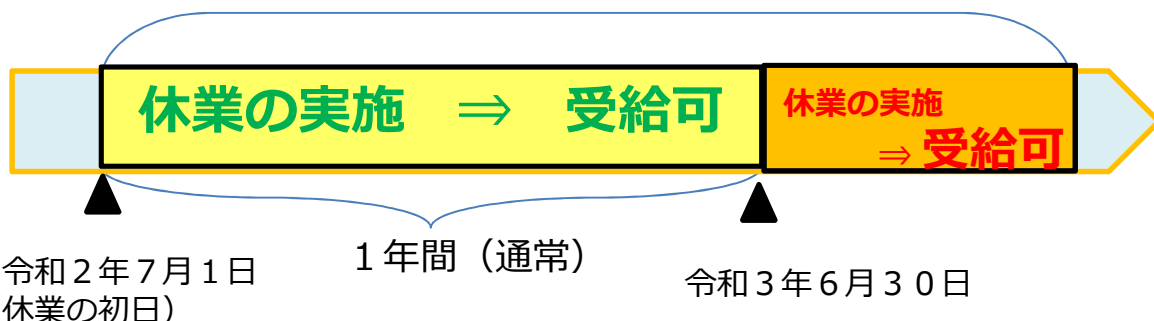 休業の実施 ⇒ 受給可
休業の実施
⇒ 受給可
１年間（通常）
令和２年７月１日
休業の初日）
令和３年６月３０日